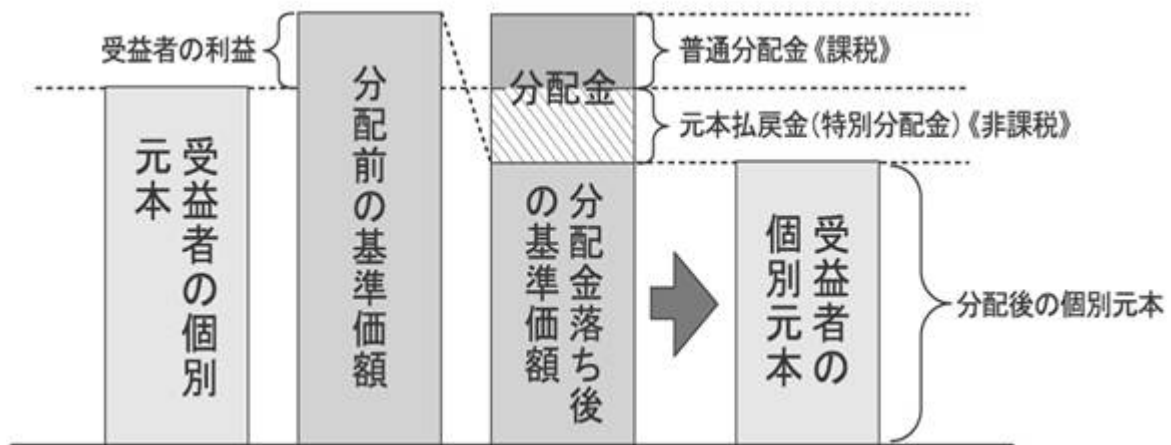 受益者の利益
普通分配金《課税》
元本払戻金(特別分配金)《非課税》
受益者の個別
元本
分配前の基準価額
分配金
分配金落ち後
の基準価額
受益者の
個別元本
分配後の個別元本